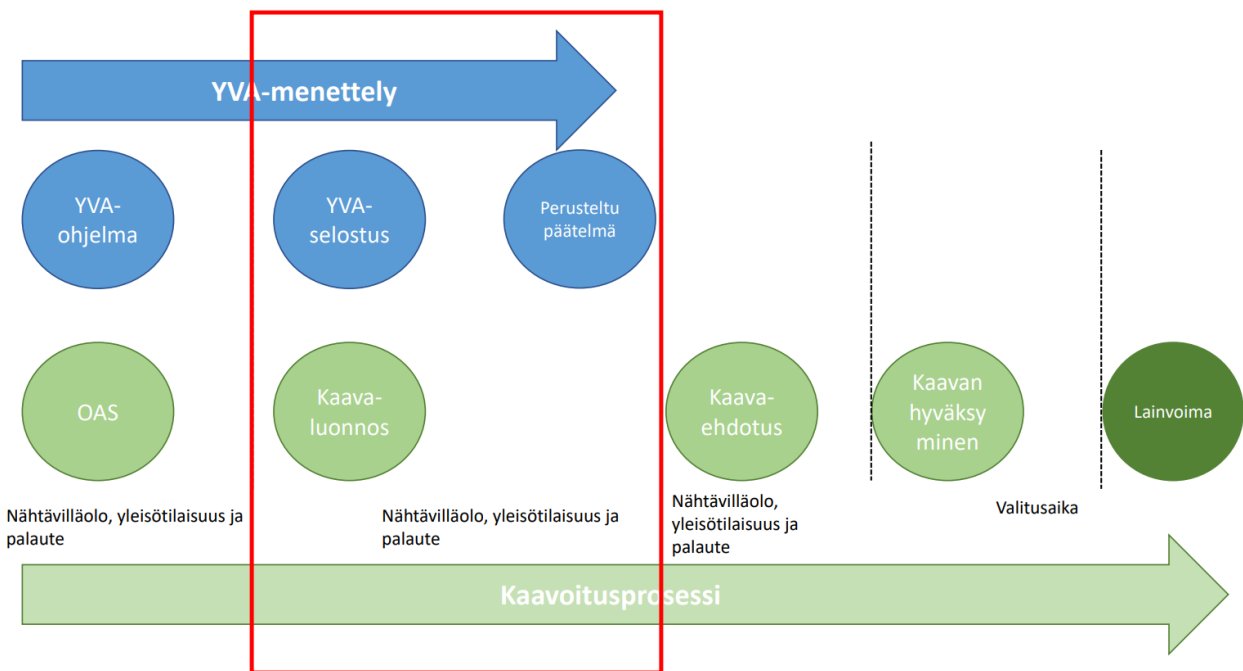 YVA-menettely
YVA-
ohjelma
YVA-
selostus
Perusteltu
päätelmä
OAS
Kaava-
luonnos
Kaava-
ehdotus
Kaavan
hyväksy
minen
Lainvoima
Nähtävilläolo, yleisötilaisuus ja
palaute
Nähtävilläolo, yleisötilaisuus ja
palaute
Nähtävilläolo,
yleisötilaisuus ja
palaute
Valitusaika
Kaavoitusprosessi